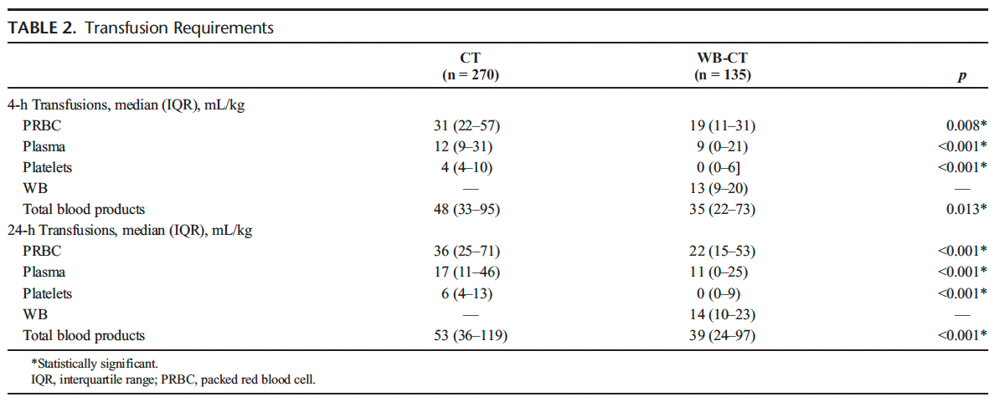 TABLE 2. Transfusion Requirements
CT WB-CT
(n = 270) (n = 135) p
4-h Transfusions, median (IQR), mL/kg
PRBC 31 (22–57) 19 (11–31) 0.008*
Plasma 12 (9–31) 9 (0–21) <0.001*
Platelets 4 (4–10) 0 (0–6] <0.001*
WB — 13 (9–20) —
Total blood products 48 (33–95) 35 (22–73) 0.013*
24-h Transfusions, median (IQR), mL/kg
PRBC 36 (25–71) 22 (15–53) <0.001*
Plasma 17 (11–46) 11 (0–25) <0.001*
Platelets 6 (4–13) 0 (0–9) <0.001*
WB — 14 (10–23) —
Total blood products 53 (36–119) 39 (24–97) <0.001*
*Statistically significant.
IQR, interquartile range; PRBC, packed red blood cell.